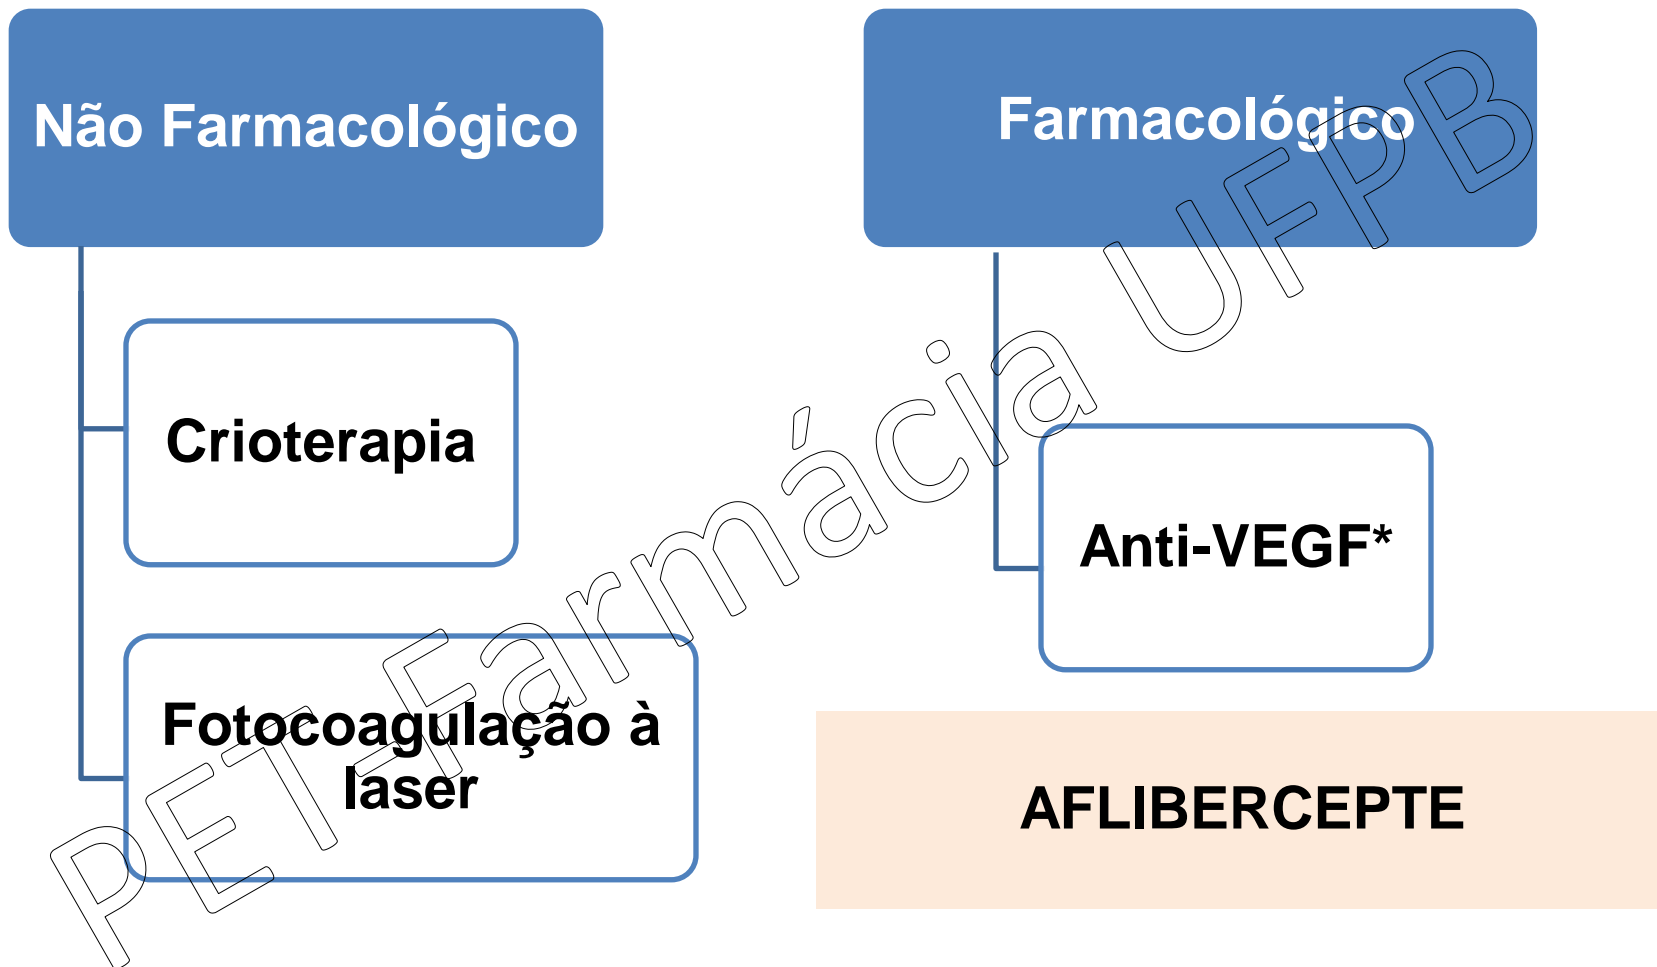 Não Farmacológico
Crioterapia
Fotocoagulação à
laser
Farmacológico
Anti-VEGF*
AFLIBERCEPTE
PET-Farmácia UFPB